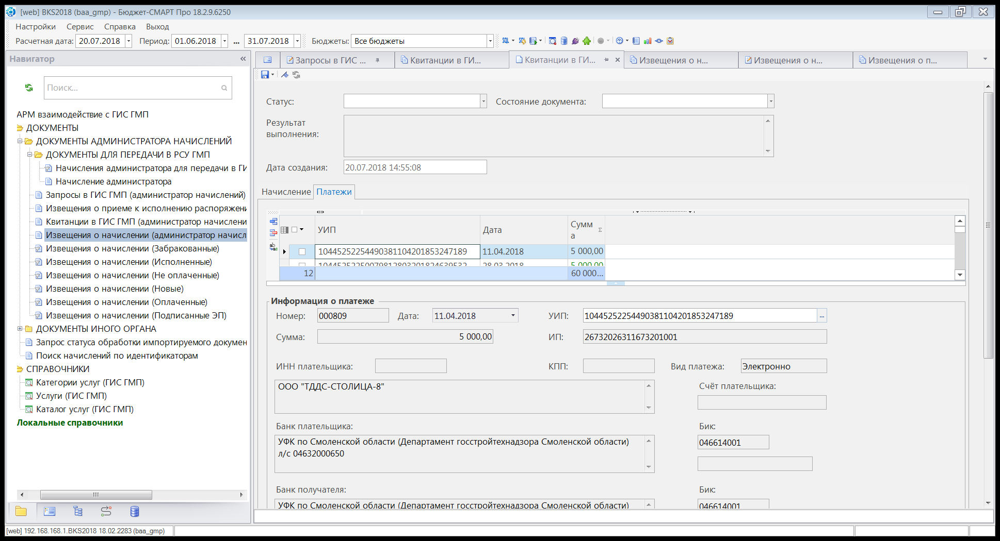 [web] BKS2018 (baa_gmp) - Бюджет-СМАРТ Про 18.2.9.6250
Настройки Сервис Справка Выход
Расчетная дата: 20.07.2018 Период: 01.06.2018 ... 31.07.2018 Бюджеты: Все бюджеты SQL
Навигатор «
Поиск...
АРМ взаимодействие с ГИС ГМП
ДОКУМЕНТЫ
ДОКУМЕНТЫ АДМИНИСТРАТОРА НАЧИСЛЕНИЙ
ДОКУМЕНТЫ ДЛЯ ПЕРЕДАЧИ В РСУ ГМП
Начисления администратора для передачи в ГИ
Начисление администратора
Запросы в ГИС ГМП (администратор начислений)
Извещения о приеме к исполнению распоряжени
Квитанции в ГИС ГМП (администратор начислени
Извещения о начислении (администратор начисл
Извещения о начислении (Забракованные)
Извещения о начислении (Исполненные)
Извещения о начислении (Не оплаченные)
Извещения о начислении (Новые)
Извещения о начислении (Оплаченные)
Извещения о начислении (Подписанные ЭП)
ДОКУМЕНТЫ ИНОГО ОРГАНА
Запрос статуса обработки импортируемого докумен
Поиск начислений по идентификаторам
СПРАВОЧНИКИ
Категории услуг (ГИС ГМП)
Услуги (ГИС ГМП)
Каталог услуг (ГИС ГМП)
Локальные справочники
Запросы в ГИС ... Квитанции в ГИ... Квитанции в ГИ... Извещения о н... Извещения о н... Извещения о п...
Статус: Состояние документа:
Результат
выполнения:
Дата создания: 20.07.2018 14:55:08
Начисление Платежи
УИП Дата Сумм
а Σ
10445252254490381104201853247189 11.04.2018 5 000,00
10445252250079812803201824639532 28.03.2018 5 000,00
12 60 000...
Информация о платеже
Номер: 000809 Дата: 11.04.2018 УИП: 10445252254490381104201853247189 ...
Сумма: 5 000,00 ИП: 26732026311673201001
ИНН плательщика: КПП: Вид платежа: Электронно
ООО "ТДДС-СТОЛИЦА-8" Счёт плательщика:
Банк плательщика: Бик:
УФК по Смоленской области (Департамент госстройтехнадзора Смоленской области) 046614001
л/с 04632000650
Банк получателя: Бик:
УФК по Смоленской области (Департамент госстройтехнадзора Смоленской области) 046614001
[web] 192.168.168.1.BKS2018 18.02.2283 (baa_gmp)